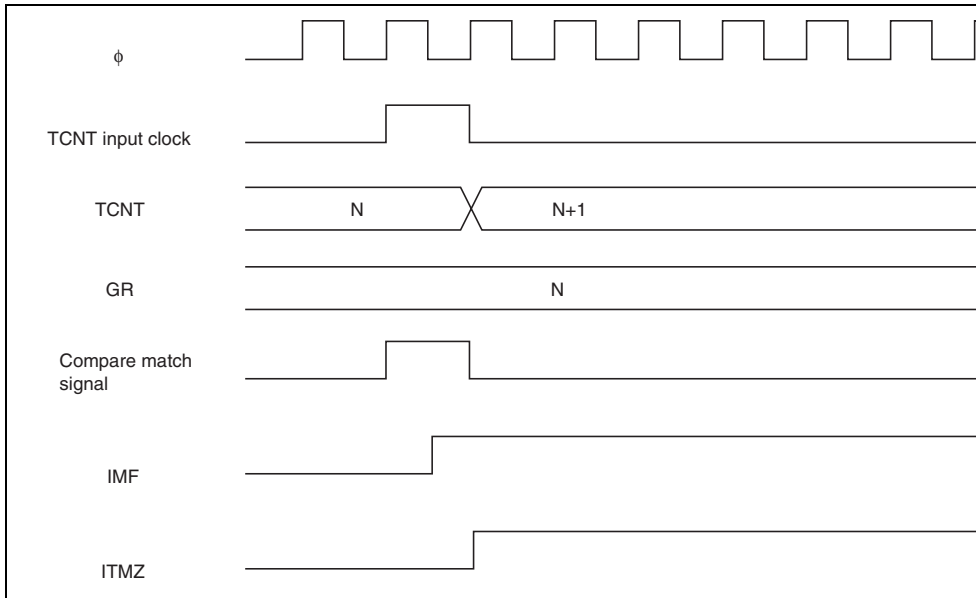 ϕ
TCNT input clock
TCNT
N
N+1
GR
N
Compare match
signal
IMF
ITMZ